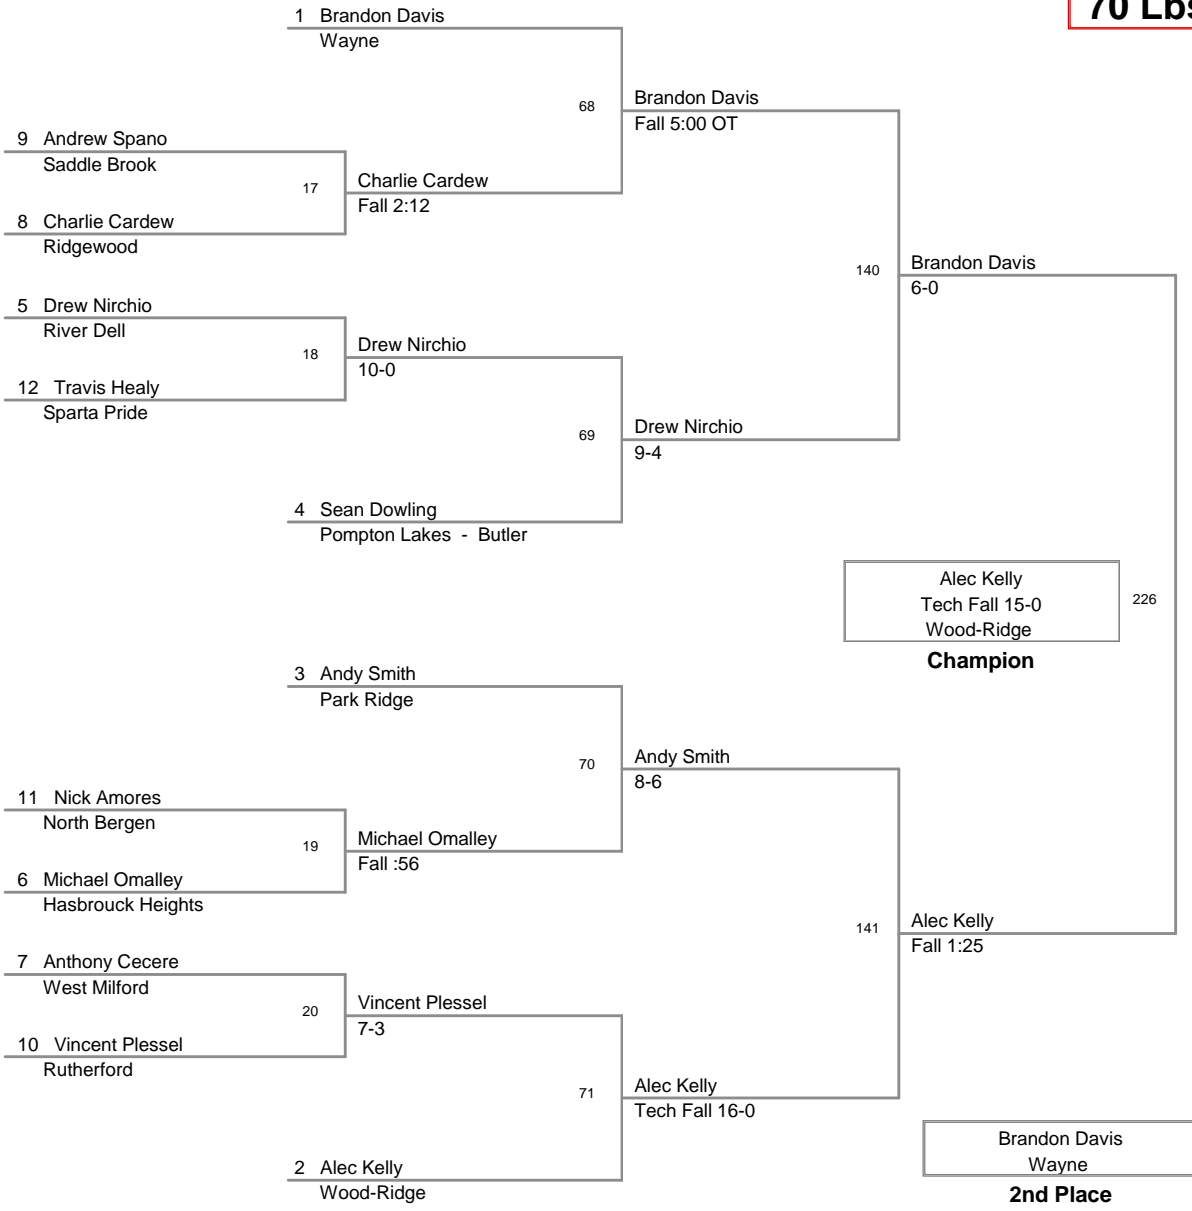 70 Lbs
1 Brandon Davis
Wayne
68
Brandon Davis
Fall 5:00 OT
9 Andrew Spano
Saddle Brook
17
Charlie Cardew
Fall 2:12
8 Charlie Cardew
Ridgewood
140
Brandon Davis
6-0
5 Drew Nirchio
River Dell
18
Drew Nirchio
10-0
12 Travis Healy
Sparta Pride
69
Drew Nirchio
9-4
4 Sean Dowling
Pompton Lakes - Butler
Alec Kelly
Tech Fall 15-0
Wood-Ridge
226
Champion
3 Andy Smith
Park Ridge
70
Andy Smith
8-6
11 Nick Amores
North Bergen
19
Michael Omalley
Fall :56
6 Michael Omalley
Hasbrouck Heights
141
Alec Kelly
Fall 1:25
7 Anthony Cecere
West Milford
20
Vincent Plessel
7-3
10 Vincent Plessel
Rutherford
71
Alec Kelly
Tech Fall 16-0
2 Alec Kelly
Wood-Ridge
Brandon Davis
Wayne
2nd Place